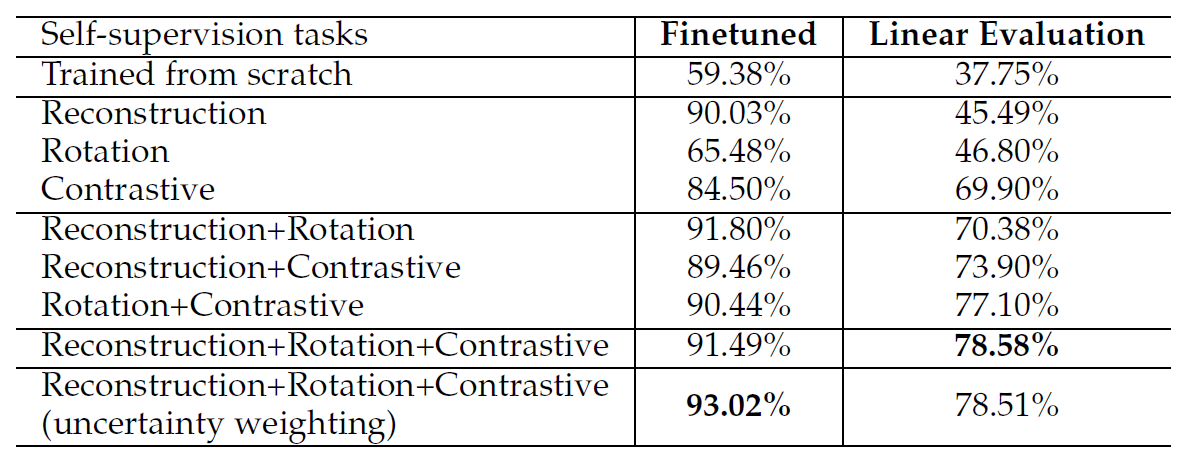 Self-supervision tasks Finetuned Linear Evaluation
Trained from scratch 59.38% 37.75%
Reconstruction 90.03% 45.49%
Rotation 65.48% 46.80%
Contrastive 84.50% 69.90%
Reconstruction+Rotation 91.80% 70.38%
Reconstruction+Contrastive 89.46% 73.90%
Rotation+Contrastive 90.44% 77.10%
Reconstruction+Rotation+Contrastive 91.49% 78.58%
Reconstruction+Rotation+Contrastive
(uncertainty weighting) 93.02% 78.51%